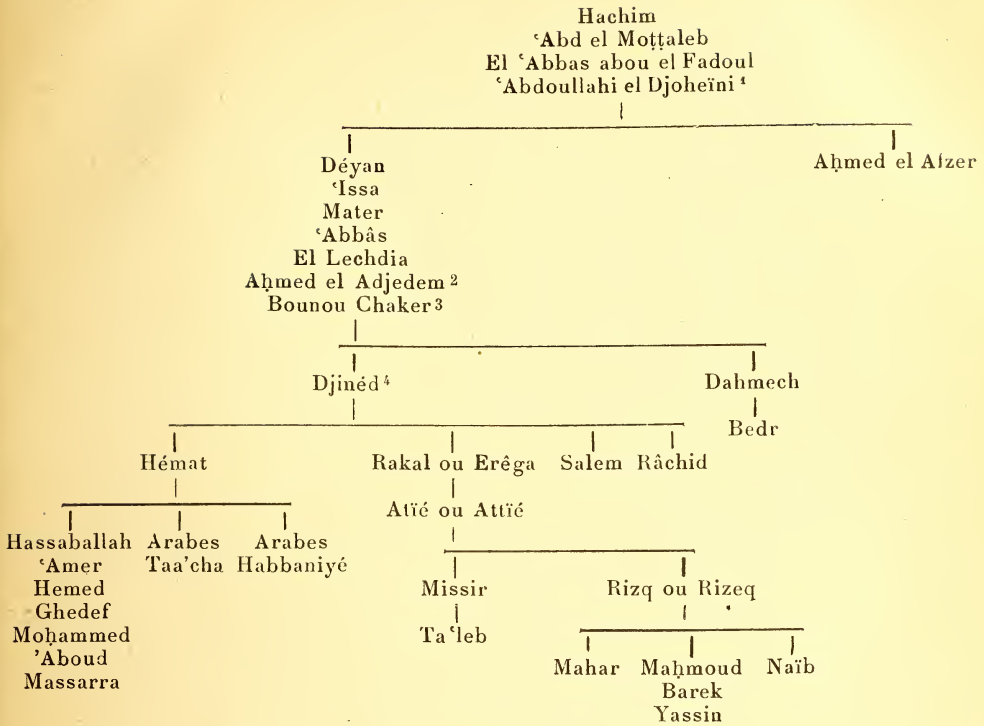 Hachim
ʿAbd el Moṭṭaleb
El ʿAbbas abou el Fadoul
ʿAbdoullahi el Djoheïni ¹
Déyan
ʿIssa
Mater
ʿAbbâs
El Lechdia
Aḥmed el Adjedem ²
Bounou Chaker ³
Aḥmed el Afzer
Djinéd ⁴
Dahmech
Bedr
Hémat
Rakal ou Erêga
Salem
Râchid
Atïé ou Attïé
Hassaballah
ʿAmer
Hemed
Ghedef
Moḥammed
ʾAboud
Massarra
Arabes
Taa’cha
Arabes
Habbaniyé
Missir
Taʿleb
Rizq ou Rizeq
Mahar
Maḥmoud
Barek
Yassin
Naïb